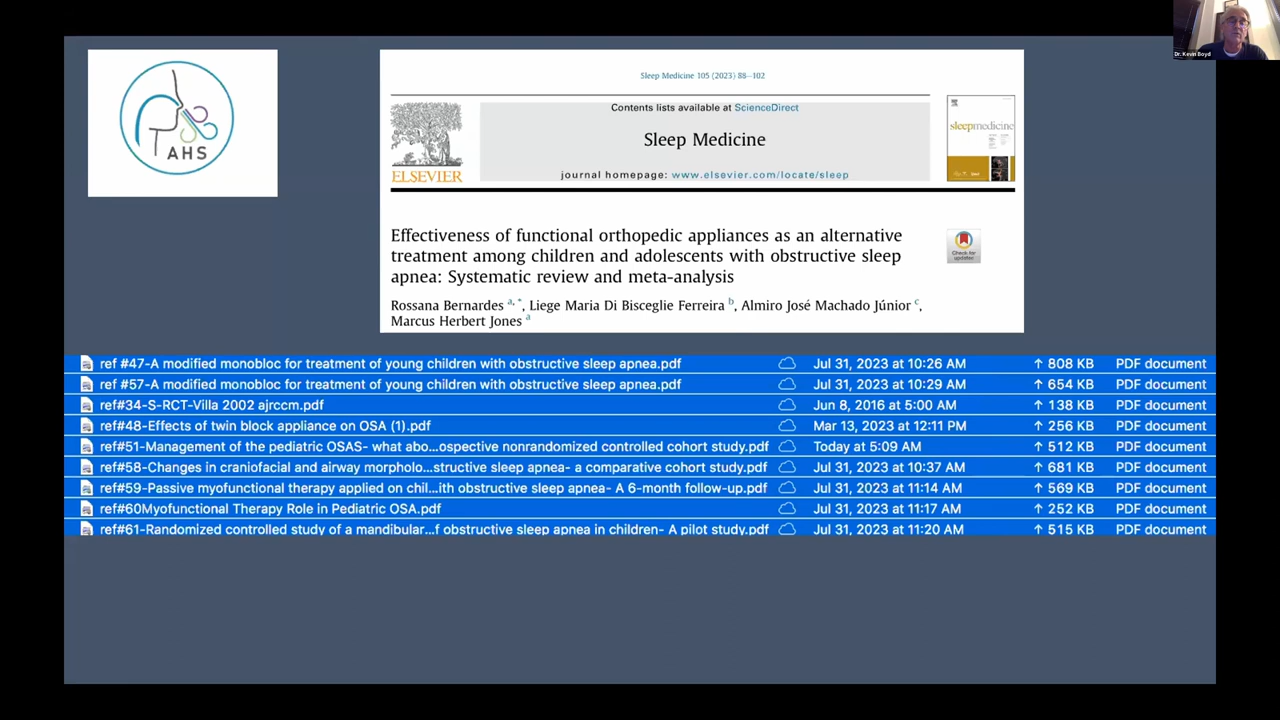 Dr. Kevin Boyd
AHS
Sleep Medicine 105 (2023) 88–102
Contents lists available at ScienceDirect
Sleep Medicine
journal homepage: www.elsevier.com/locate/sleep
ELSEVIER
sleepmedicine
Effectiveness of functional orthopedic appliances as an alternative
treatment among children and adolescents with obstructive sleep
apnea: Systematic review and meta-analysis
Check for
updates
Rossana Bernardes a, *, Liege Maria Di Bisceglie Ferreira b, Almiro José Machado Júnior c,
Marcus Herbert Jones a
ref #47-A modified monobloc for treatment of young children with obstructive sleep apnea.pdf Jul 31, 2023 at 10:26 AM ↑ 808 KB PDF document
ref #57-A modified monobloc for treatment of young children with obstructive sleep apnea.pdf Jul 31, 2023 at 10:29 AM ↑ 654 KB PDF document
ref#34-S-RCT-Villa 2002 ajrccm.pdf Jun 8, 2016 at 5:00 AM ↑ 138 KB PDF document
ref#48-Effects of twin block appliance on OSA (1).pdf Mar 13, 2023 at 12:11 PM ↑ 256 KB PDF document
ref#51-Management of the pediatric OSAS- what abo...ospective nonrandomized controlled cohort study.pdf Today at 5:09 AM ↑ 512 KB PDF document
ref#58-Changes in craniofacial and airway morpholo...structive sleep apnea- a comparative cohort study.pdf Jul 31, 2023 at 10:37 AM ↑ 681 KB PDF document
ref#59-Passive myofunctional therapy applied on chil...ith obstructive sleep apnea- A 6-month follow-up.pdf Jul 31, 2023 at 11:14 AM ↑ 569 KB PDF document
ref#60Myofunctional Therapy Role in Pediatric OSA.pdf Jul 31, 2023 at 11:17 AM ↑ 252 KB PDF document
ref#61-Randomized controlled study of a mandibular...f obstructive sleep apnea in children- A pilot study.pdf Jul 31, 2023 at 11:20 AM ↑ 515 KB PDF document